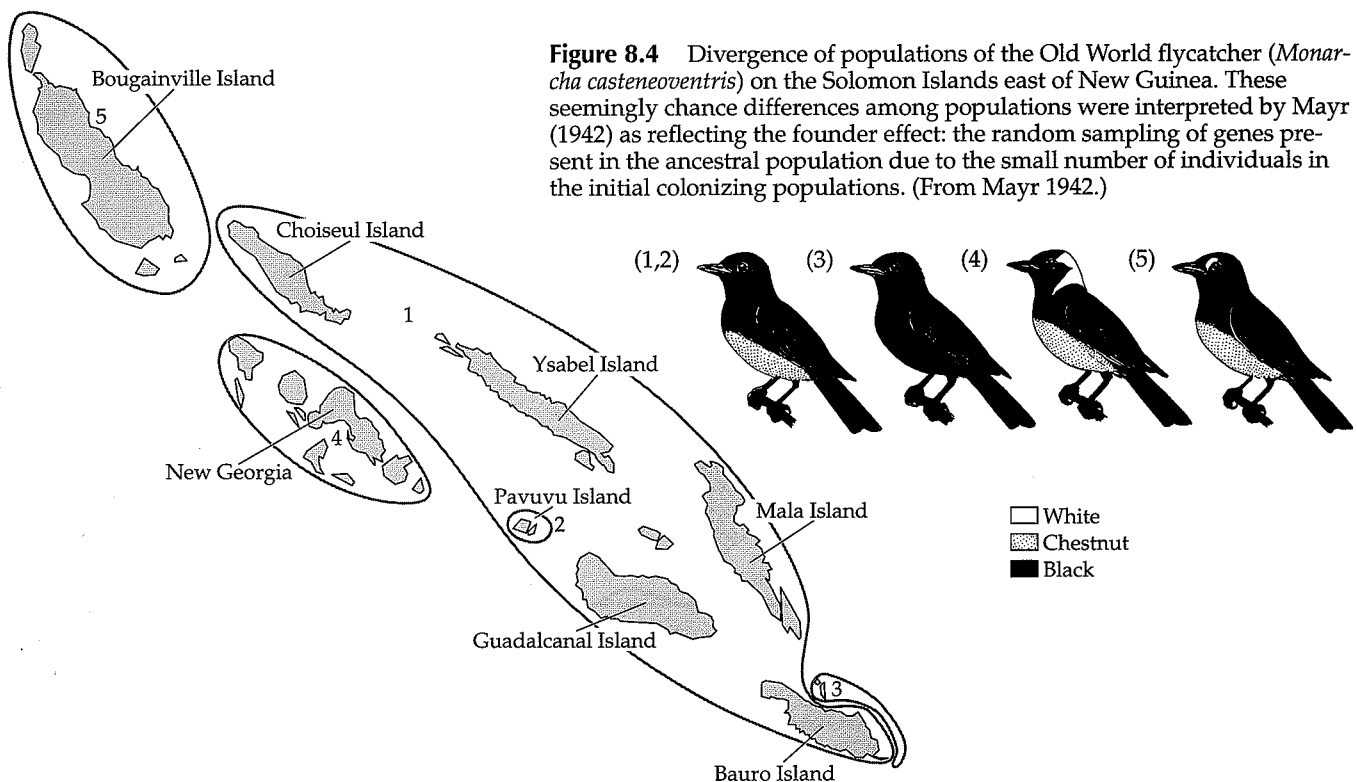 Figure 8.4 Divergence of populations of the Old World flycatcher (Monar-
cha casteneoventris) on the Solomon Islands east of New Guinea. These
seemingly chance differences among populations were interpreted by Mayr
(1942) as reflecting the founder effect: the random sampling of genes pre-
sent in the ancestral population due to the small number of individuals in
the initial colonizing populations. (From Mayr 1942.)
Bougainville Island
5
Choiseul Island
1
(1,2) (3) (4) (5)
Ysabel Island
4
New Georgia
Pavuvu Island
2
Mala Island
White
Chestnut
Black
Guadalcanal Island
3
Bauro Island